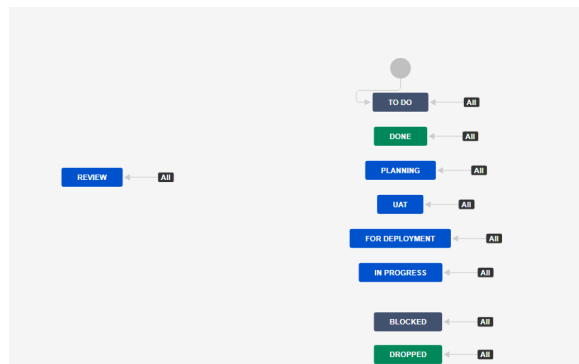 TO DO All
DONE All
PLANNING All
REVIEW All
UAT All
FOR DEPLOYMENT All
IN PROGRESS All
BLOCKED All
DROPPED All